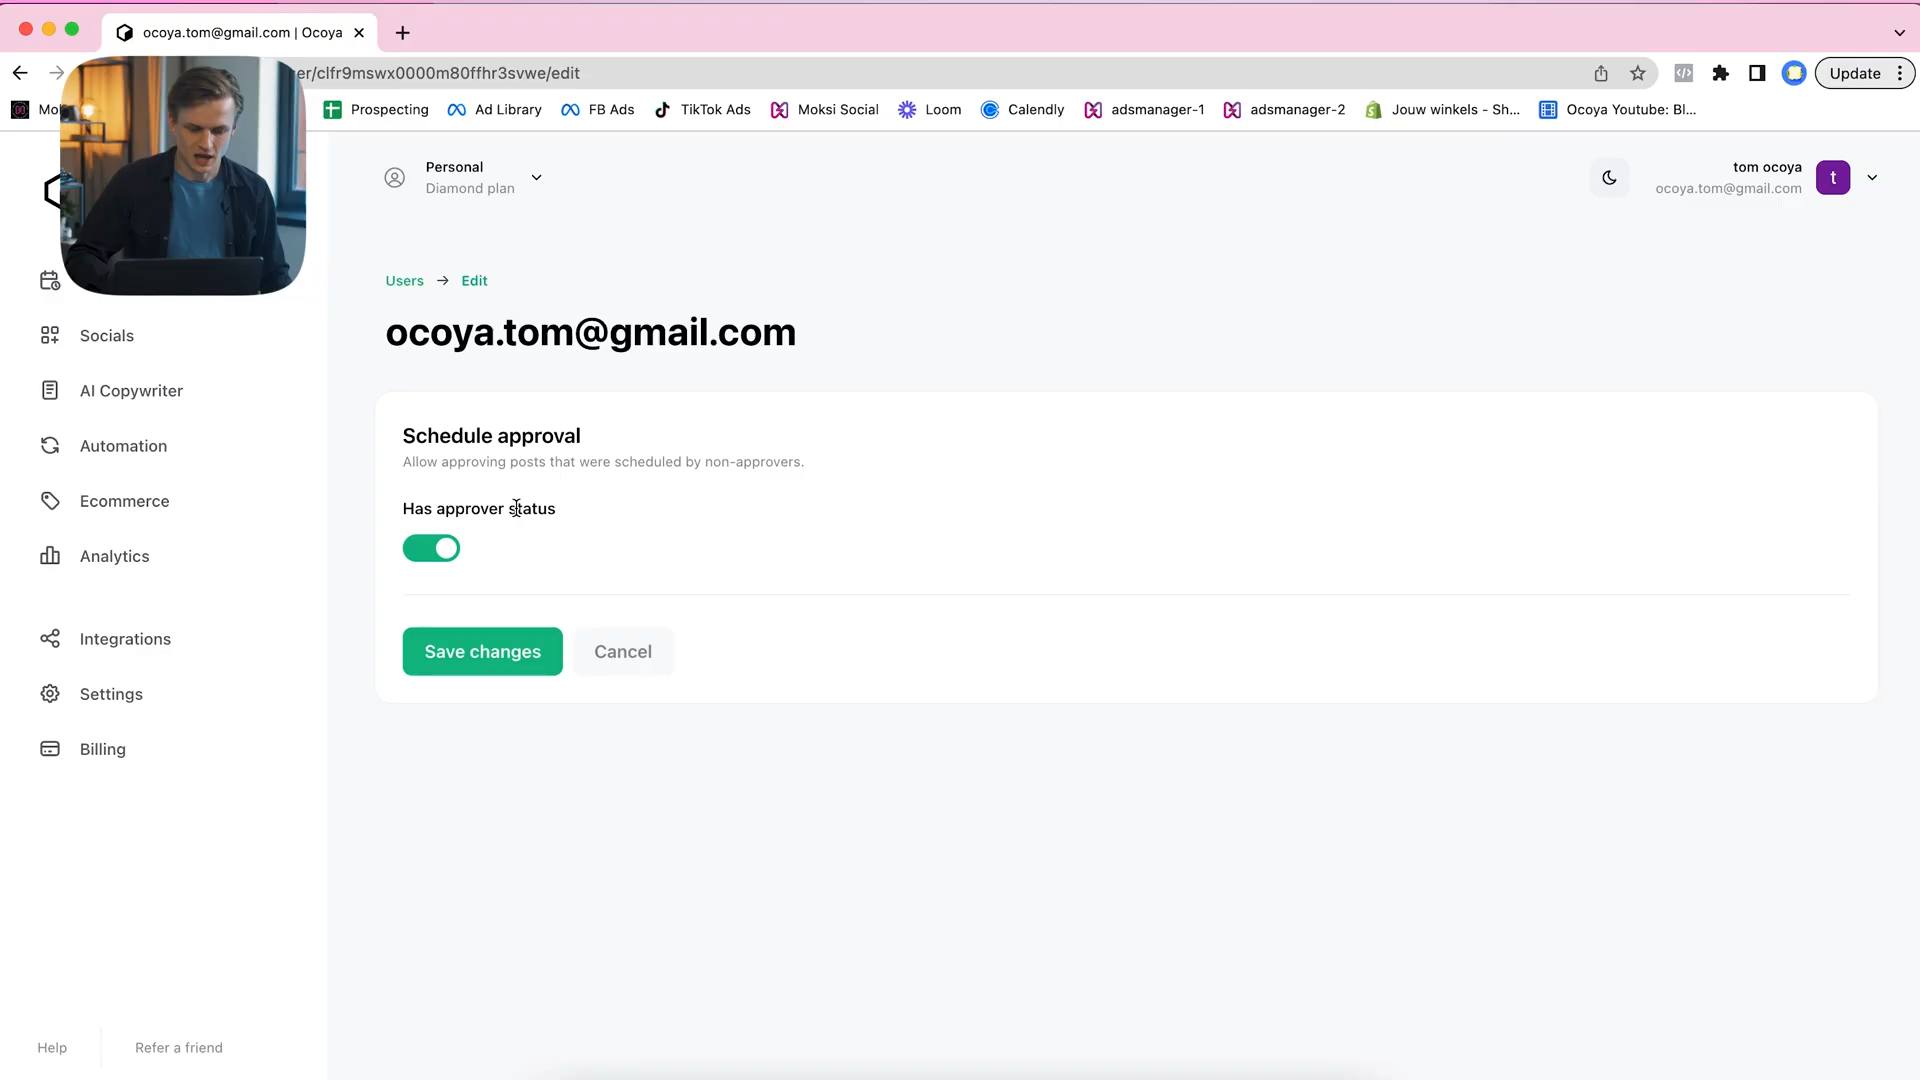 ocoya.tom@gmail.com | Ocoya
er/clfr9mswx0000m80ffhr3svwe/edit
Update
Mo
Prospecting
Ad Library
FB Ads
TikTok Ads
Moksi Social
Loom
Calendly
adsmanager-1
adsmanager-2
Jouw winkels - Sh...
Ocoya Youtube: Bl...
Personal
Diamond plan
tom ocoya
ocoya.tom@gmail.com
t
Socials
AI Copywriter
Automation
Ecommerce
Analytics
Integrations
Settings
Billing
Help
Refer a friend
Users → Edit
ocoya.tom@gmail.com
Schedule approval
Allow approving posts that were scheduled by non-approvers.
Has approver status
Save changes
Cancel